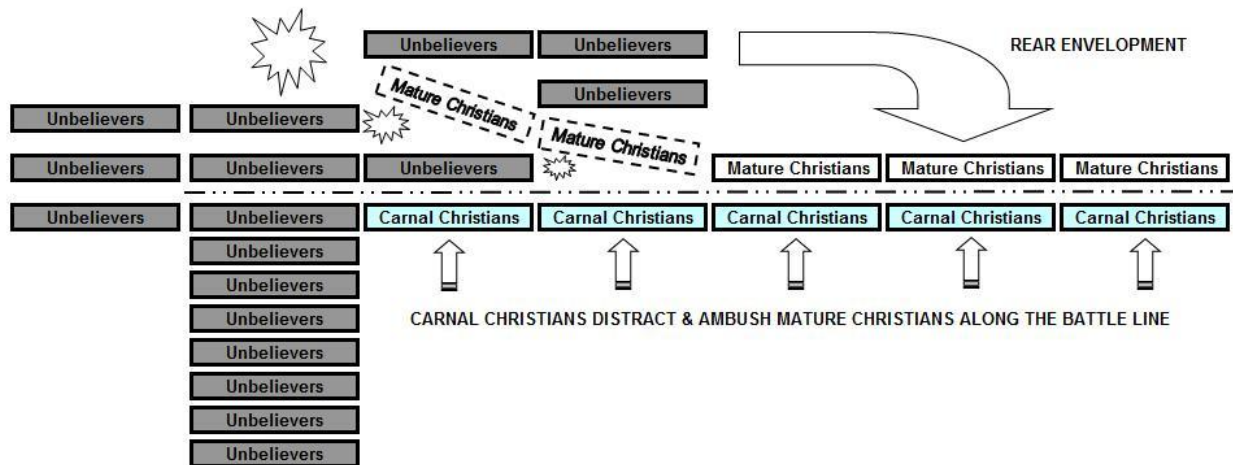 Unbelievers Unbelievers
REAR ENVELOPMENT
Mature Christians
Unbelievers
Unbelievers Unbelievers
Mature Christians
Unbelievers Unbelievers Unbelievers Mature Christians Mature Christians Mature Christians
Unbelievers Unbelievers Carnal Christians Carnal Christians Carnal Christians Carnal Christians Carnal Christians
Unbelievers
Unbelievers
Unbelievers
CARNAL CHRISTIANS DISTRACT & AMBUSH MATURE CHRISTIANS ALONG THE BATTLE LINE
Unbelievers
Unbelievers
Unbelievers
Unbelievers